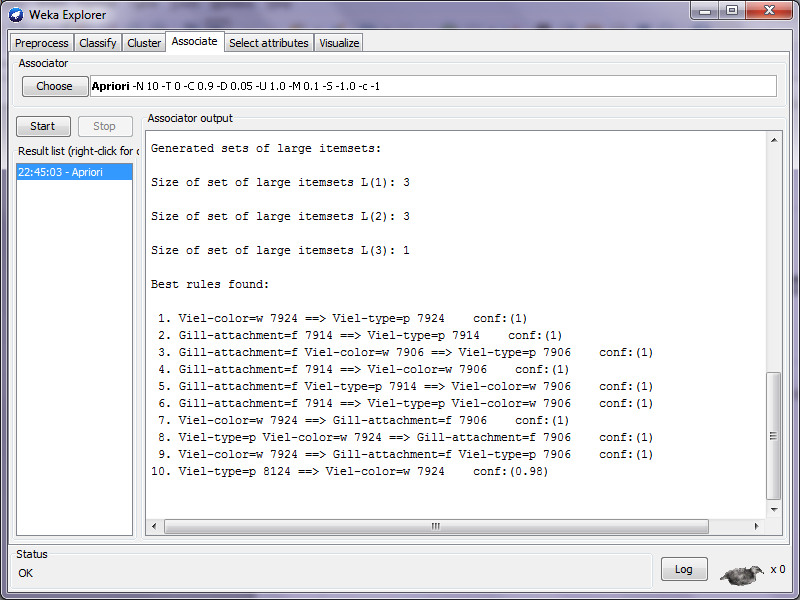 Weka Explorer
Preprocess Classify Cluster Associate Select attributes Visualize
Associator
Choose Apriori -N 10 -T 0 -C 0.9 -D 0.05 -U 1.0 -M 0.1 -S -1.0 -c -1
Start Stop
Result list (right-click for o
22:45:03 - Apriori
Associator output
Generated sets of large itemsets:
Size of set of large itemsets L(1): 3
Size of set of large itemsets L(2): 3
Size of set of large itemsets L(3): 1
Best rules found:
1. Viel-color=w 7924 ==> Viel-type=p 7924 conf:(1)
2. Gill-attachment=f 7914 ==> Viel-type=p 7914 conf:(1)
3. Gill-attachment=f Viel-color=w 7906 ==> Viel-type=p 7906 conf:(1)
4. Gill-attachment=f 7914 ==> Viel-color=w 7906 conf:(1)
5. Gill-attachment=f Viel-type=p 7914 ==> Viel-color=w 7906 conf:(1)
6. Gill-attachment=f 7914 ==> Viel-type=p Viel-color=w 7906 conf:(1)
7. Viel-color=w 7924 ==> Gill-attachment=f 7906 conf:(1)
8. Viel-type=p Viel-color=w 7924 ==> Gill-attachment=f 7906 conf:(1)
9. Viel-color=w 7924 ==> Gill-attachment=f Viel-type=p 7906 conf:(1)
10. Viel-type=p 8124 ==> Viel-color=w 7924 conf:(0.98)
Status
OK
Log
x 0